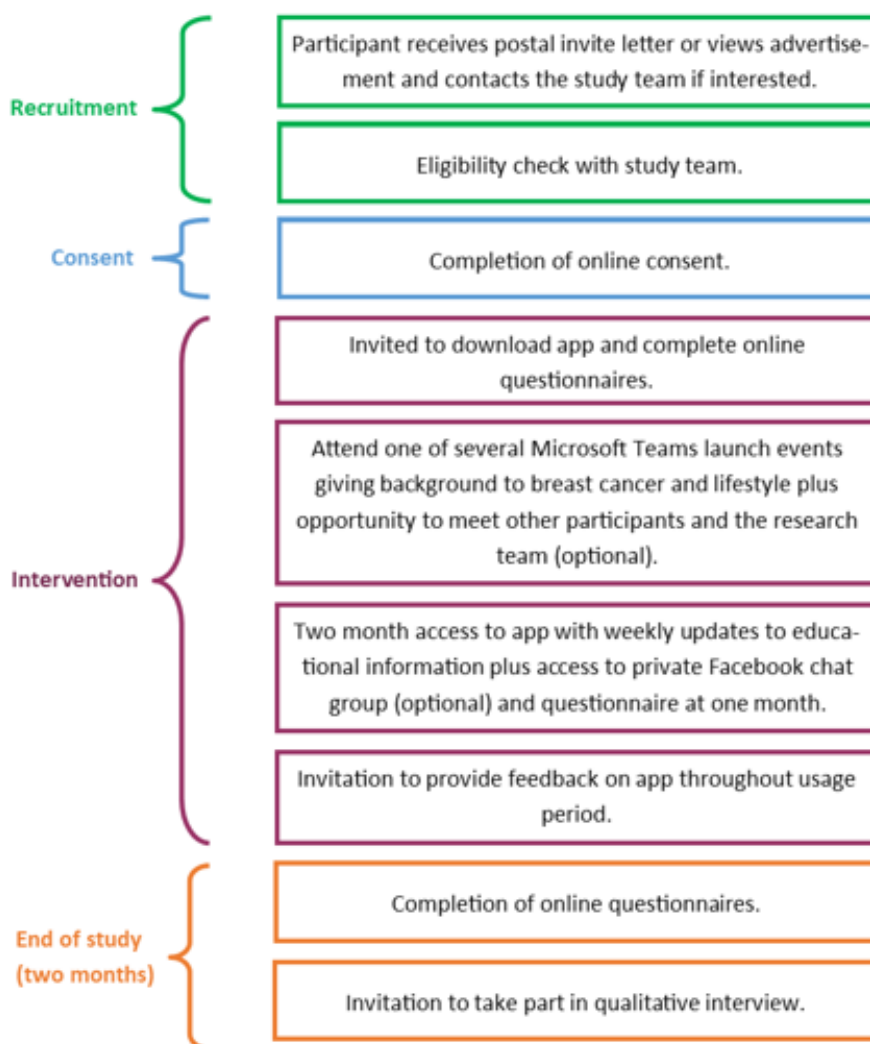 Recruitment
Participant receives postal invite letter or views advertise-
ment and contacts the study team if interested.
Eligibility check with study team.
Consent
Completion of online consent.
Intervention
Invited to download app and complete online
questionnaires.
Attend one of several Microsoft Teams launch events
giving background to breast cancer and lifestyle plus
opportunity to meet other participants and the research
team (optional).
Two month access to app with weekly updates to educa-
tional information plus access to private Facebook chat
group (optional) and questionnaire at one month.
Invitation to provide feedback on app throughout usage
period.
End of study
(two months)
Completion of online questionnaires.
Invitation to take part in qualitative interview.